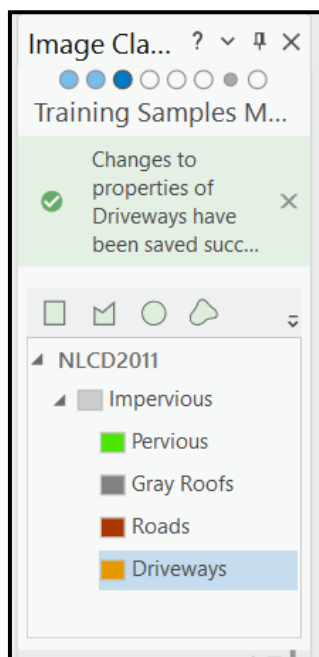 Image Cla... ?
Training Samples M...
Changes to
properties of
Driveways have
been saved succ...
NLCD2011
Impervious
Pervious
Gray Roofs
Roads
Driveways